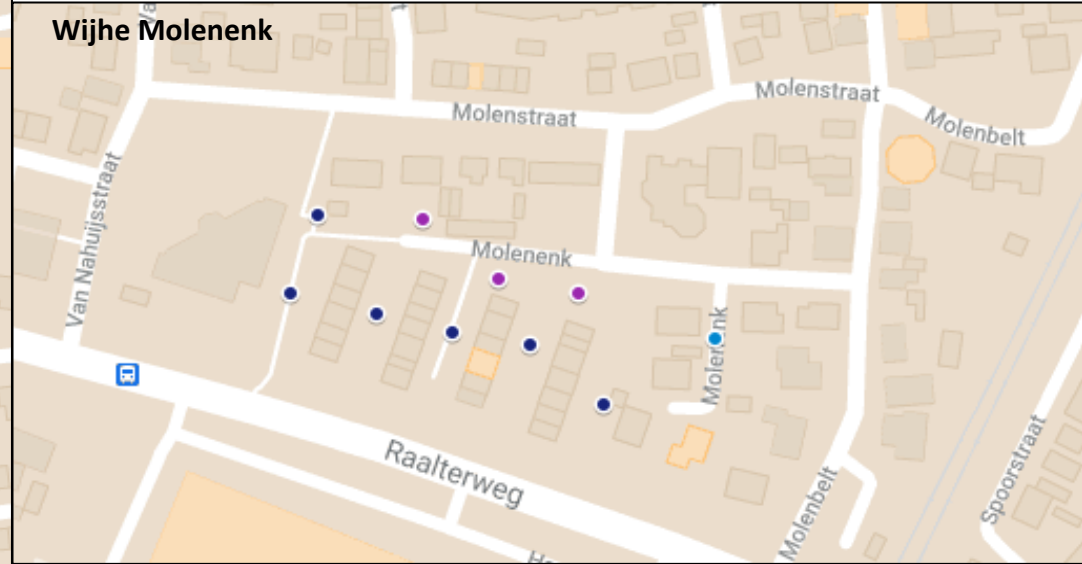 Wijhe Molenenk
Molenstraat
Molenstraat
Molenbelt
Van Nahuijsstraat
Molenenk
Molenenk
Raalterweg
Molenbelt
Spoorstraat